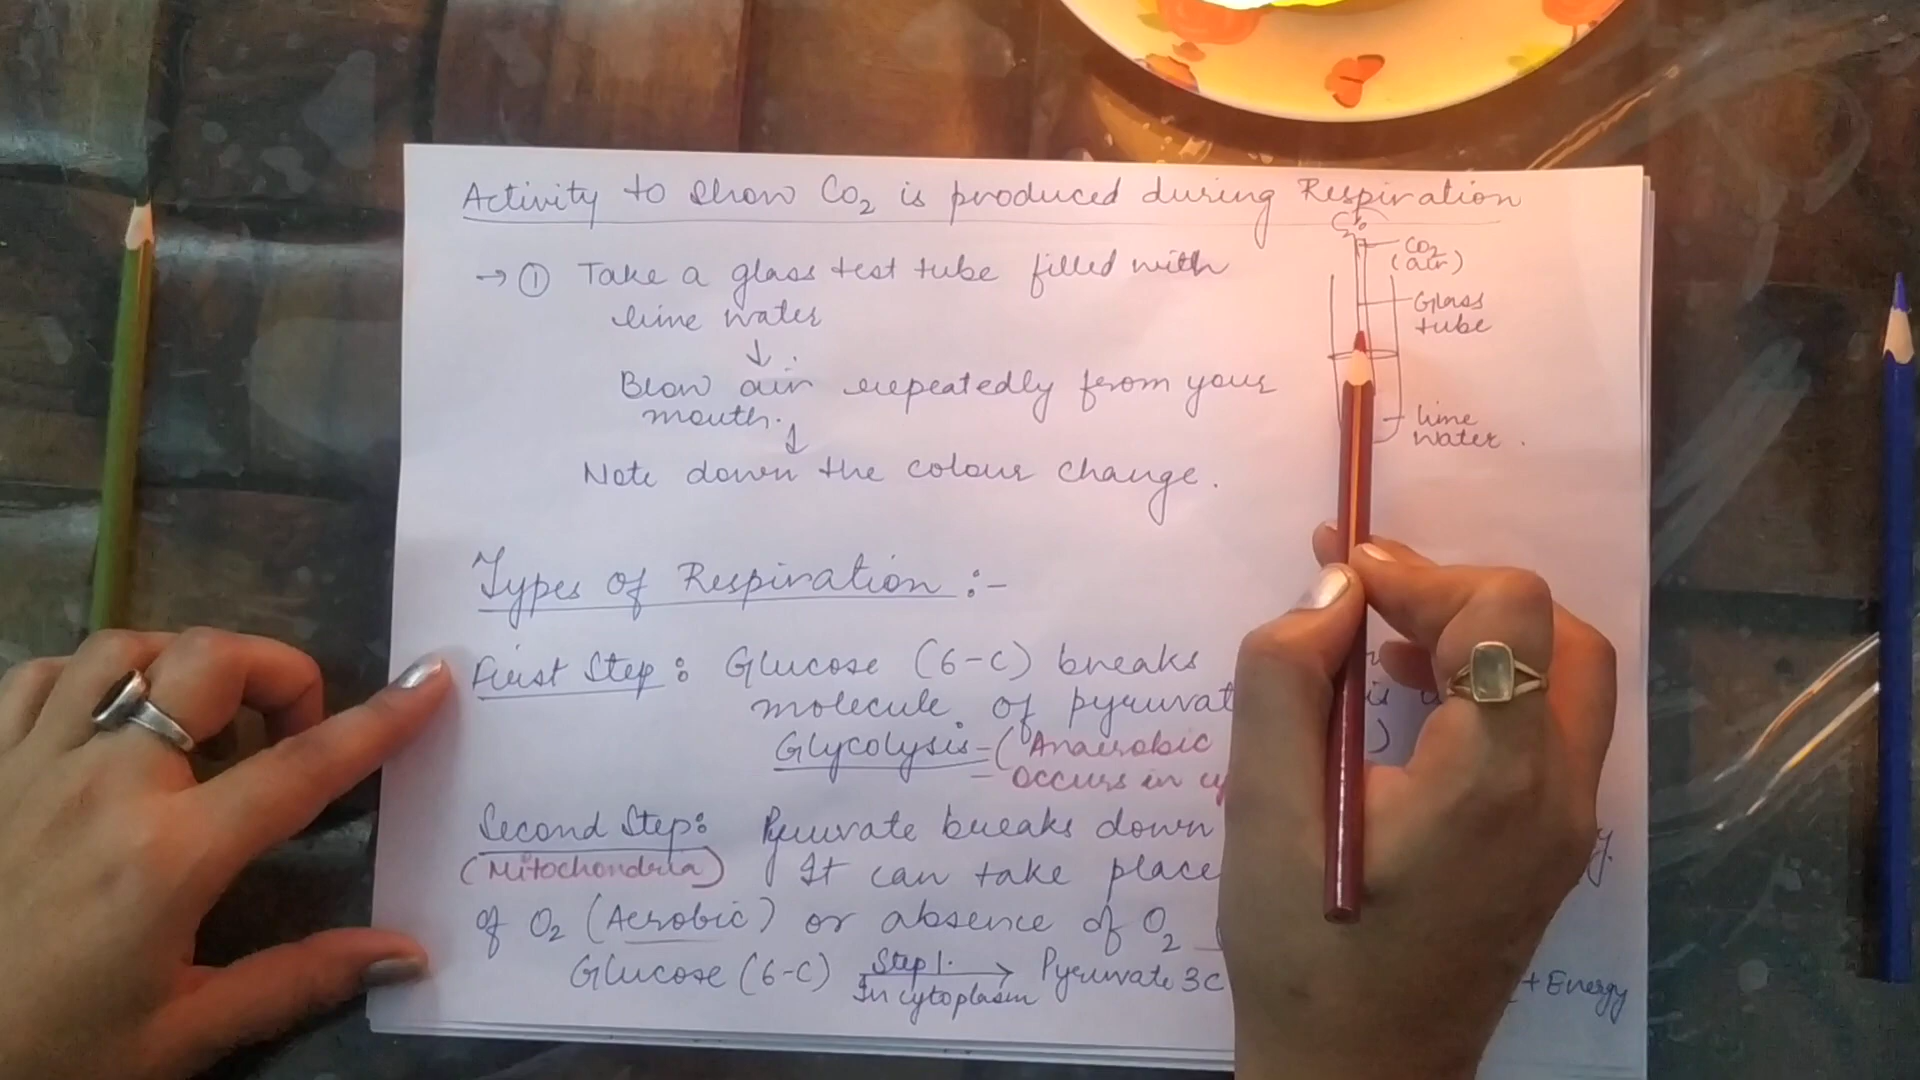 Activity to show CO2 is produced during Respiration
→ ① Take a glass test tube filled with
lime water
↓
Blow air repeatedly from your
mouth.
↓
Note down the colour change.
CO2
(air)
Glass
tube
lime
water.
Types of Respiration :-
First Step : Glucose (6-C) breaks
molecule of pyruvat
Glycolysis - (Anaerobic )
occurs in cy
Second Step: Pyruvate breaks down
(Mitochondria) It can take place
of O2 (Aerobic) or absence of O2
Glucose (6-C) Step 1. → Pyruvate 3C + Energy
In cytoplasm